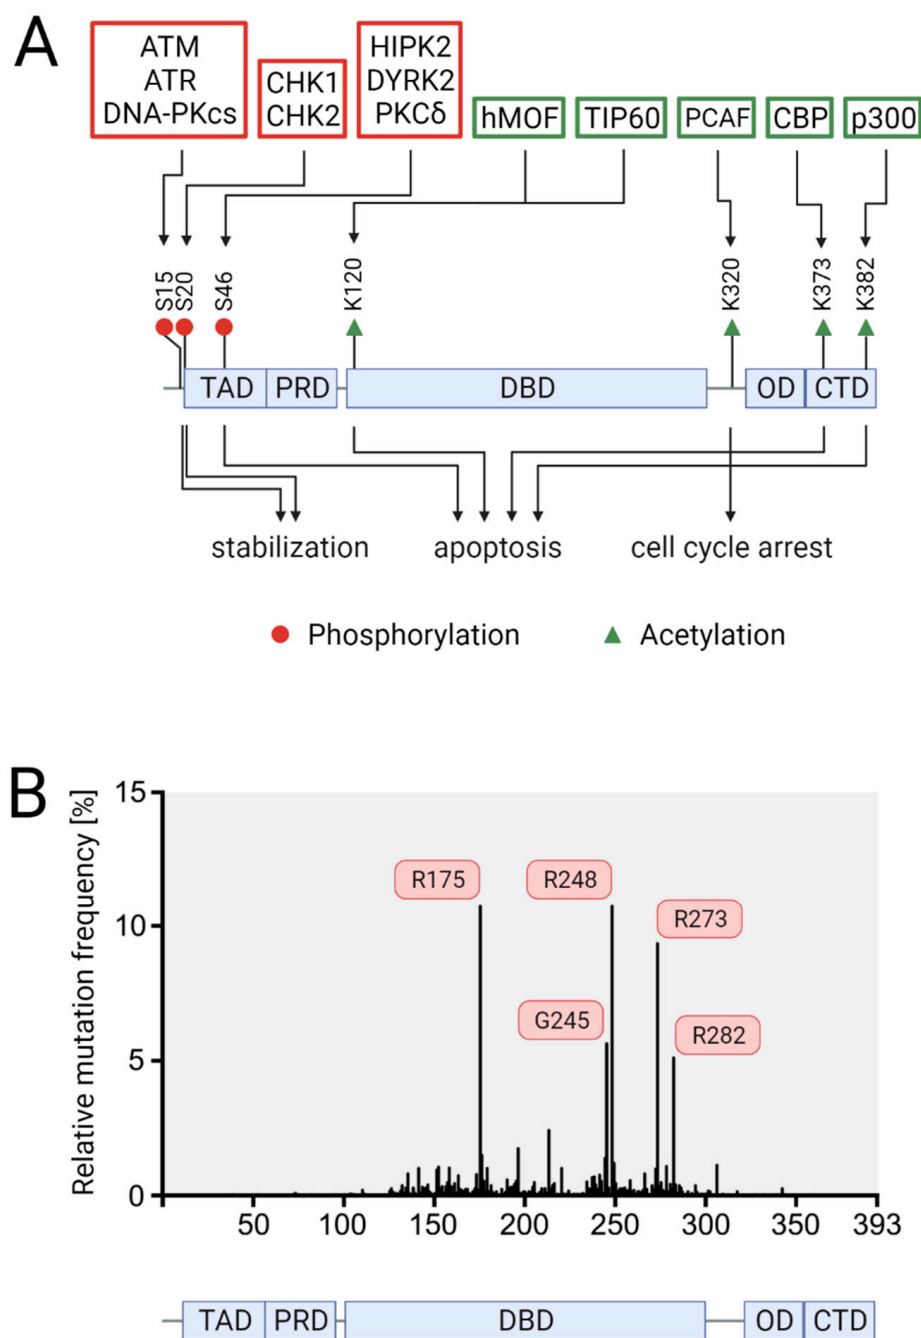 A
ATM
ATR
DNA-PKcs
CHK1
CHK2
HIPK2
DYRK2
PKCδ
hMOF
TIP60
PCAF
CBP
p300
S15
S20
S46
K120
K320
K373
K382
TAD
PRD
DBD
OD
CTD
stabilization
apoptosis
cell cycle arrest
Phosphorylation
Acetylation
B
Relative mutation frequency [%]
15
10
5
0
R175
R248
R273
G245
R282
50
100
150
200
250
300
350
393
TAD
PRD
DBD
OD
CTD